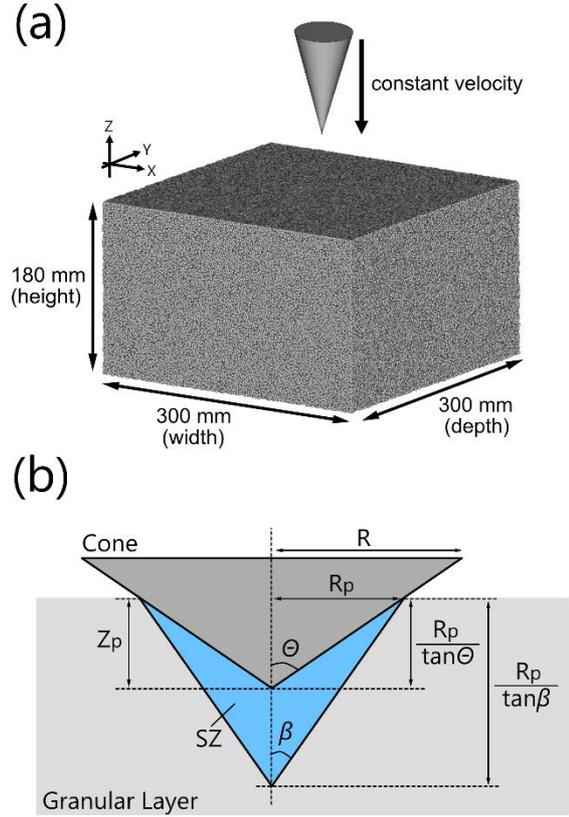 (a)
constant velocity
Z
Y
X
180 mm
(height)
300 mm
(width)
300 mm
(depth)
(b)
Cone
R
Rp
Zp
Θ
Rp
tanΘ
Rp
tanβ
SZ
β
Granular Layer